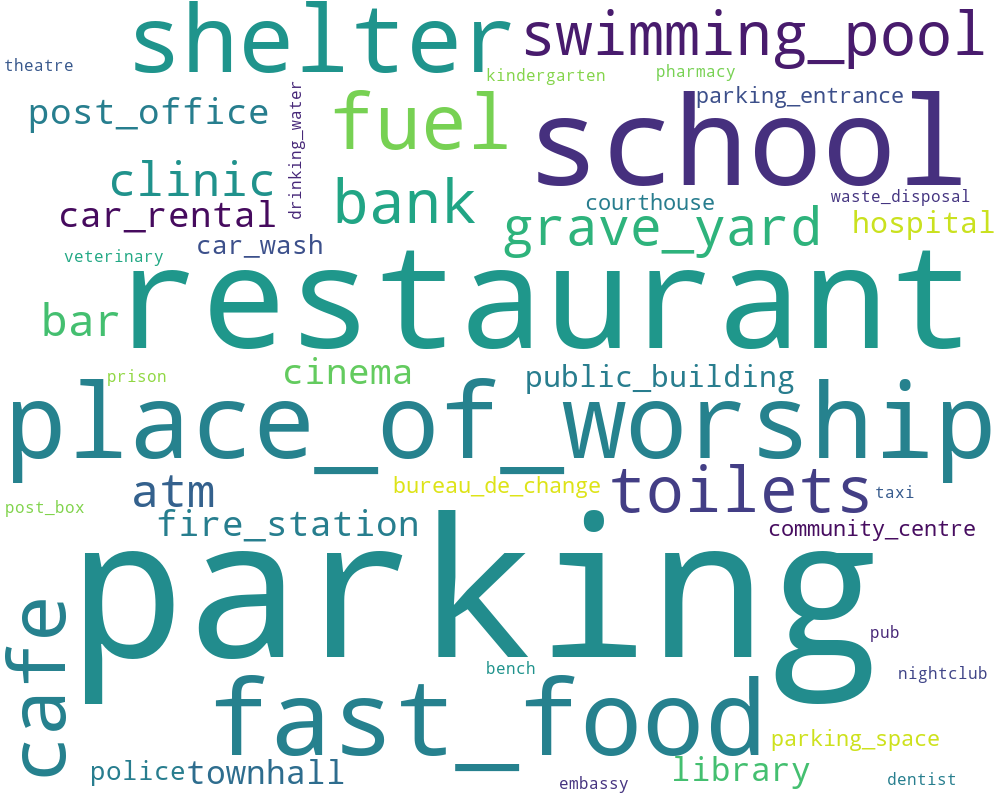 shelter
swimming_pool
theatre
kindergarten
pharmacy
post_office
drinking_water
fuel
parking_entrance
school
clinic
bank
courthouse
waste_disposal
car_rental
grave_yard
hospital
car_wash
veterinary
restaurant
bar
cinema
prison
public_building
place_of_worship
atm
bureau_de_change
toilets
taxi
post_box
fire_station
community_centre
parking
cafe
pub
bench
nightclub
fast_food
parking_space
police
townhall
library
embassy
dentist